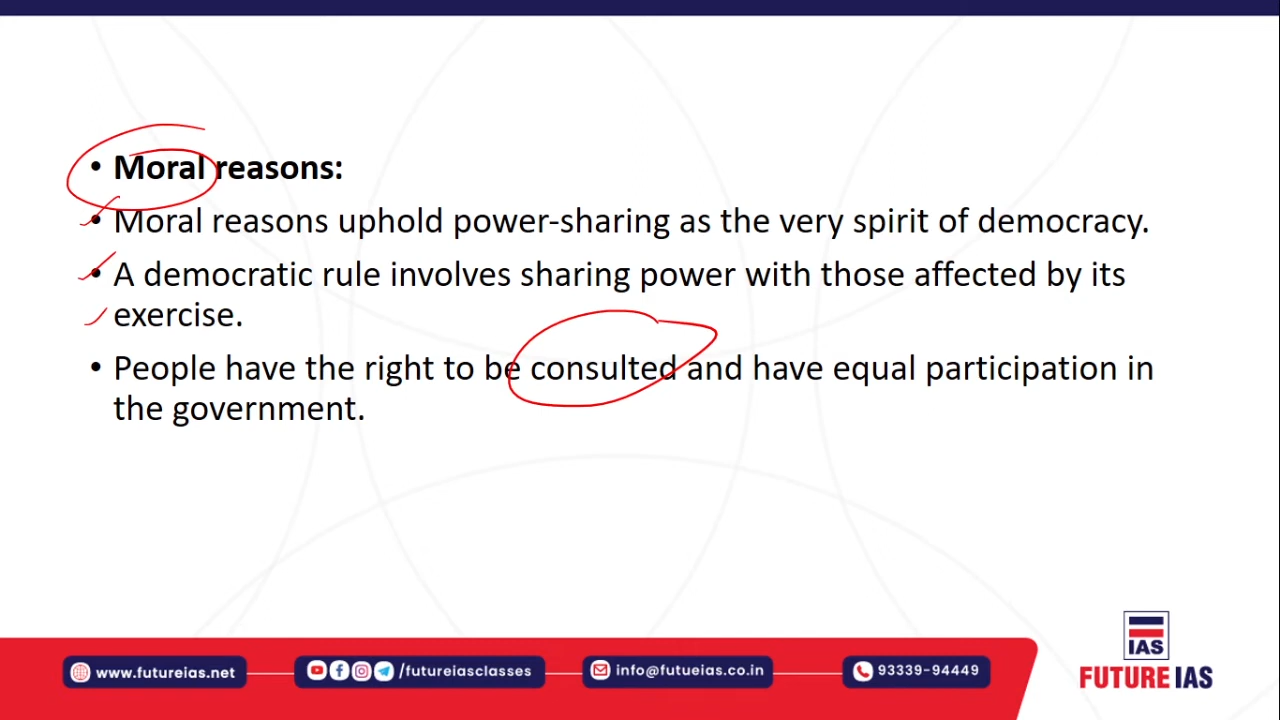 • Moral reasons:
• Moral reasons uphold power-sharing as the very spirit of democracy.
• A democratic rule involves sharing power with those affected by its
exercise.
• People have the right to be consulted and have equal participation in
the government.
IAS
FUTURE IAS
www.futureias.net
/futureiasclasses
info@futueias.co.in
93339-94449